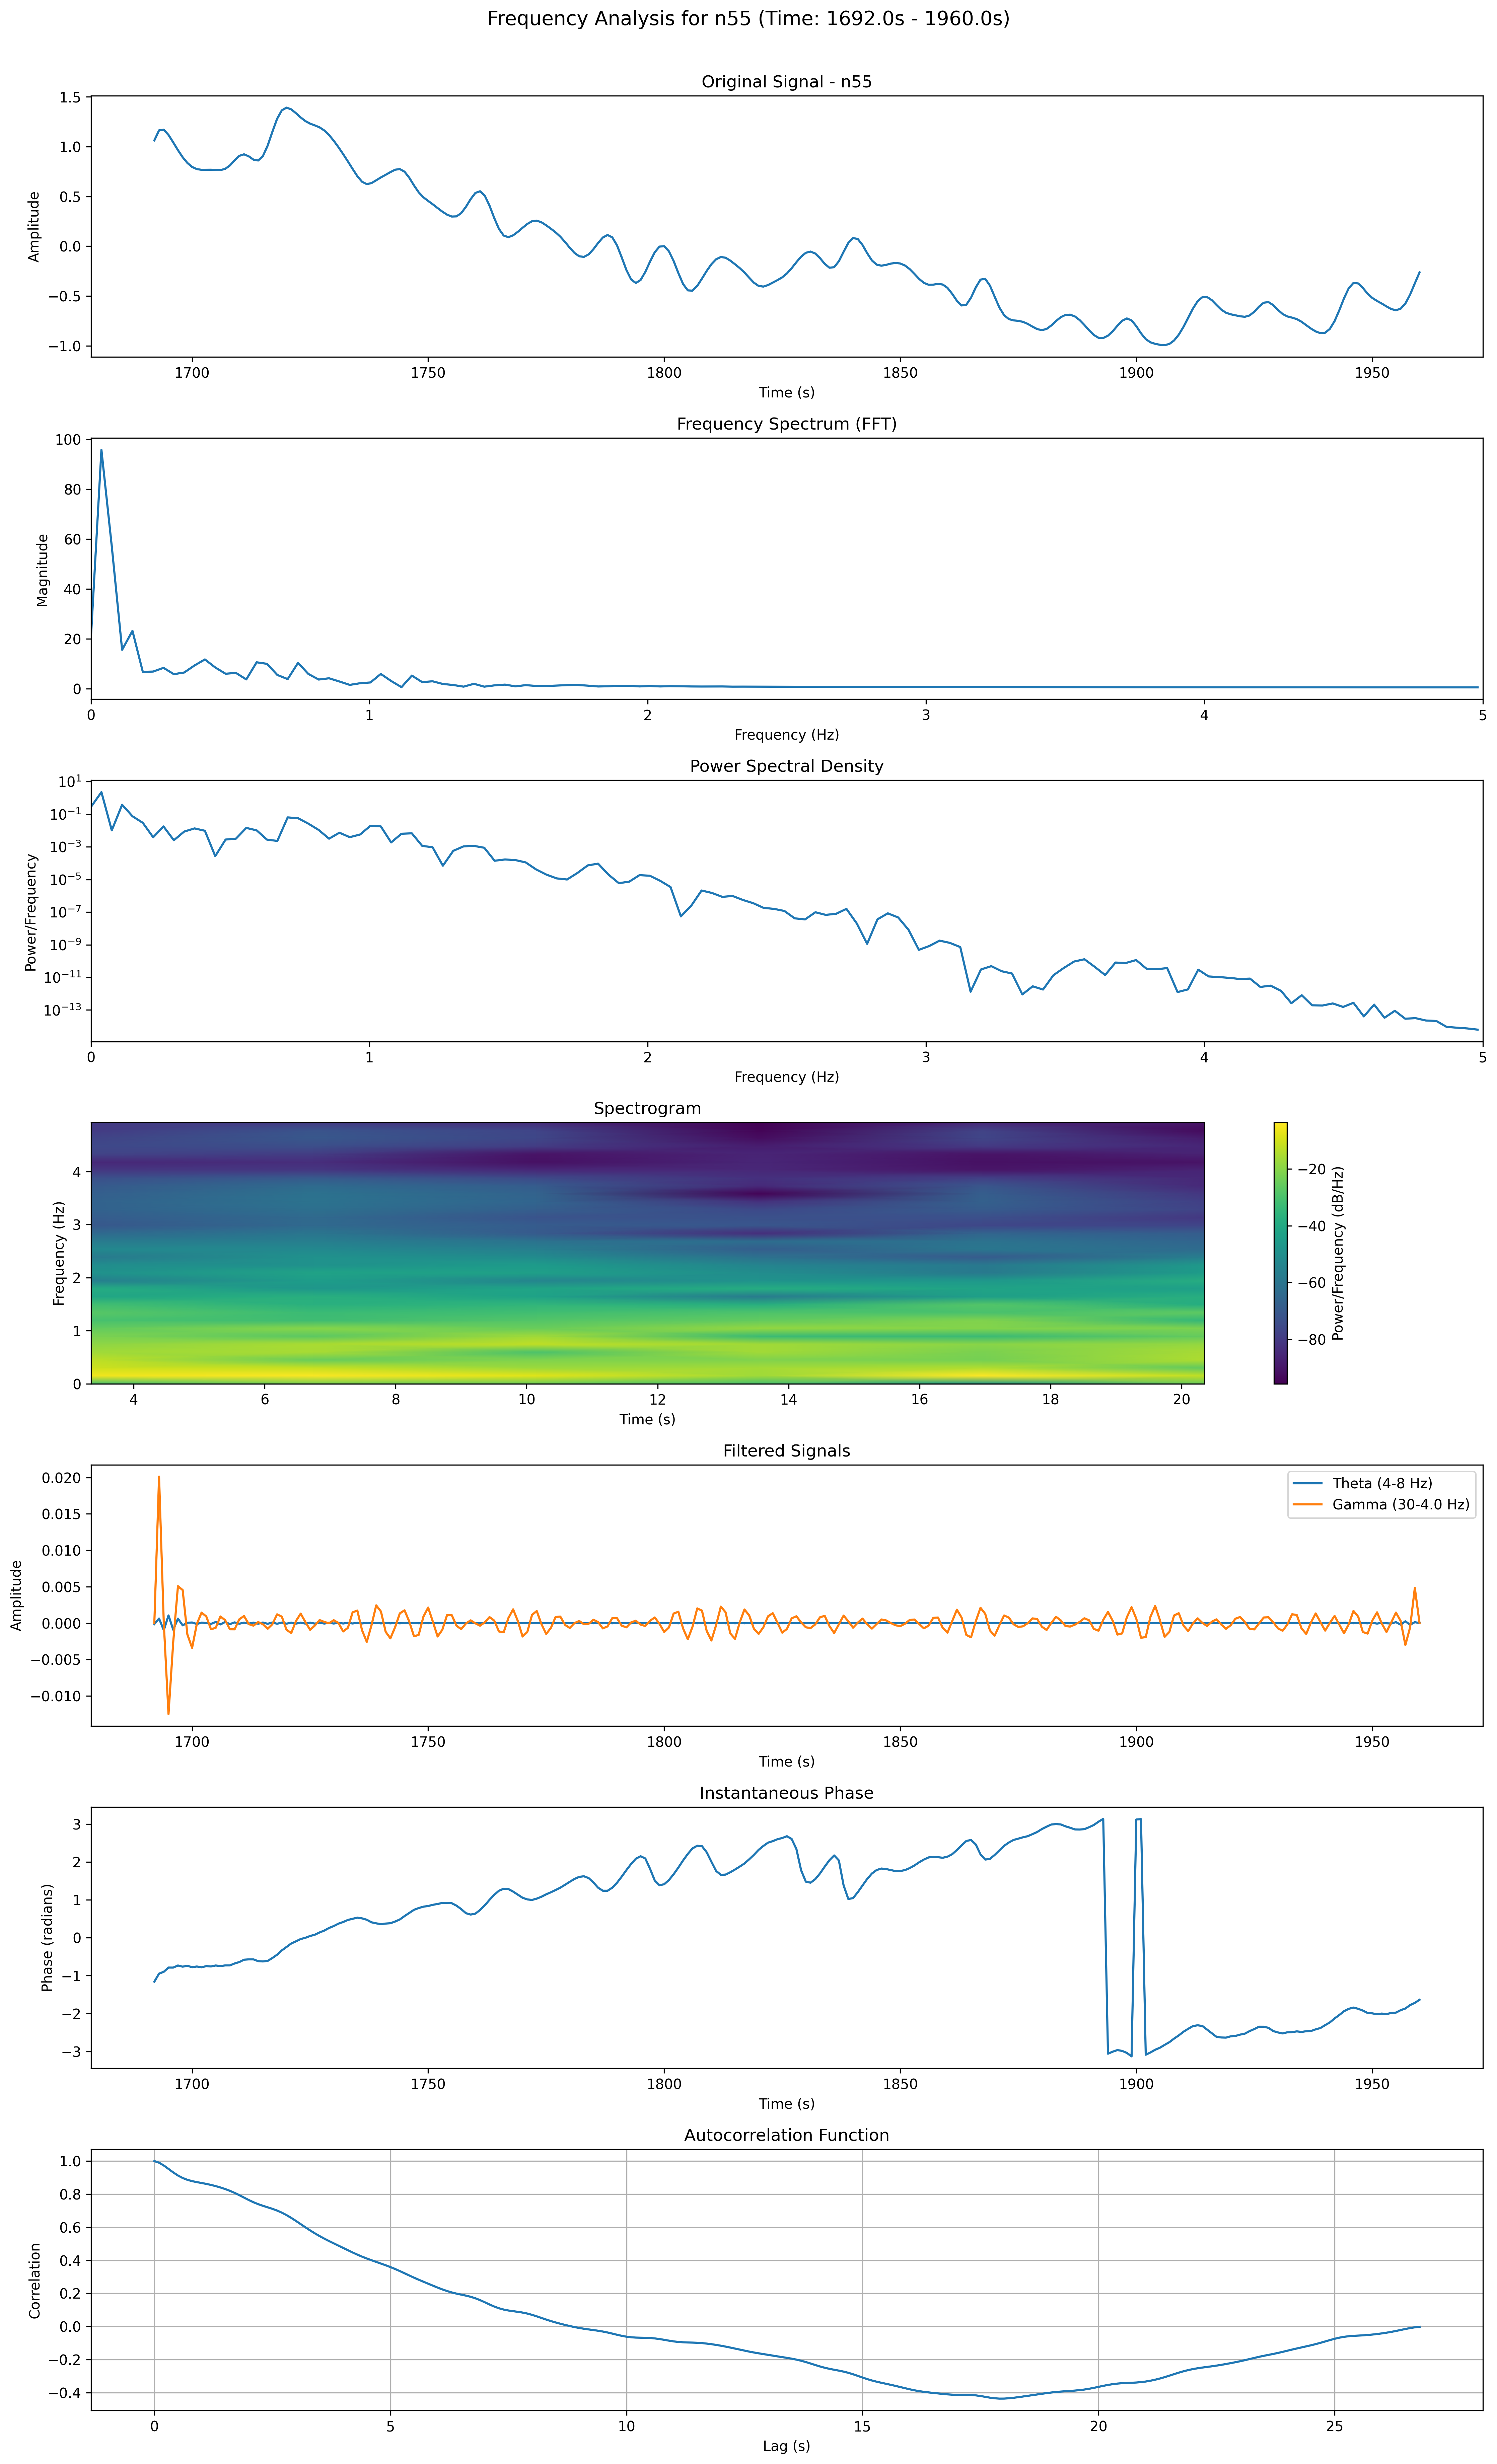 Frequency Analysis for n55 (Time: 1692.0s - 1960.0s)
Original Signal - n55
1.5
1.0
0.5
0.0
−0.5
−1.0
Amplitude
1700 1750 1800 1850 1900 1950
Time (s)
Frequency Spectrum (FFT)
100
80
60
40
20
0
Magnitude
0 1 2 3 4 5
Frequency (Hz)
Power Spectral Density
10¹
10⁻¹
10⁻³
10⁻⁵
10⁻⁷
10⁻⁹
10⁻¹¹
10⁻¹³
Power/Frequency
0 1 2 3 4 5
Frequency (Hz)
Spectrogram
4
3
2
1
0
Frequency (Hz)
4 6 8 10 12 14 16 18 20
Time (s)
−20
−40
−60
−80
Power/Frequency (dB/Hz)
Filtered Signals
0.020
0.015
0.010
0.005
0.000
−0.005
−0.010
Amplitude
Theta (4-8 Hz)
Gamma (30-4.0 Hz)
1700 1750 1800 1850 1900 1950
Time (s)
Instantaneous Phase
3
2
1
0
−1
−2
−3
Phase (radians)
1700 1750 1800 1850 1900 1950
Time (s)
Autocorrelation Function
1.0
0.8
0.6
0.4
0.2
0.0
−0.2
−0.4
Correlation
0 5 10 15 20 25
Lag (s)